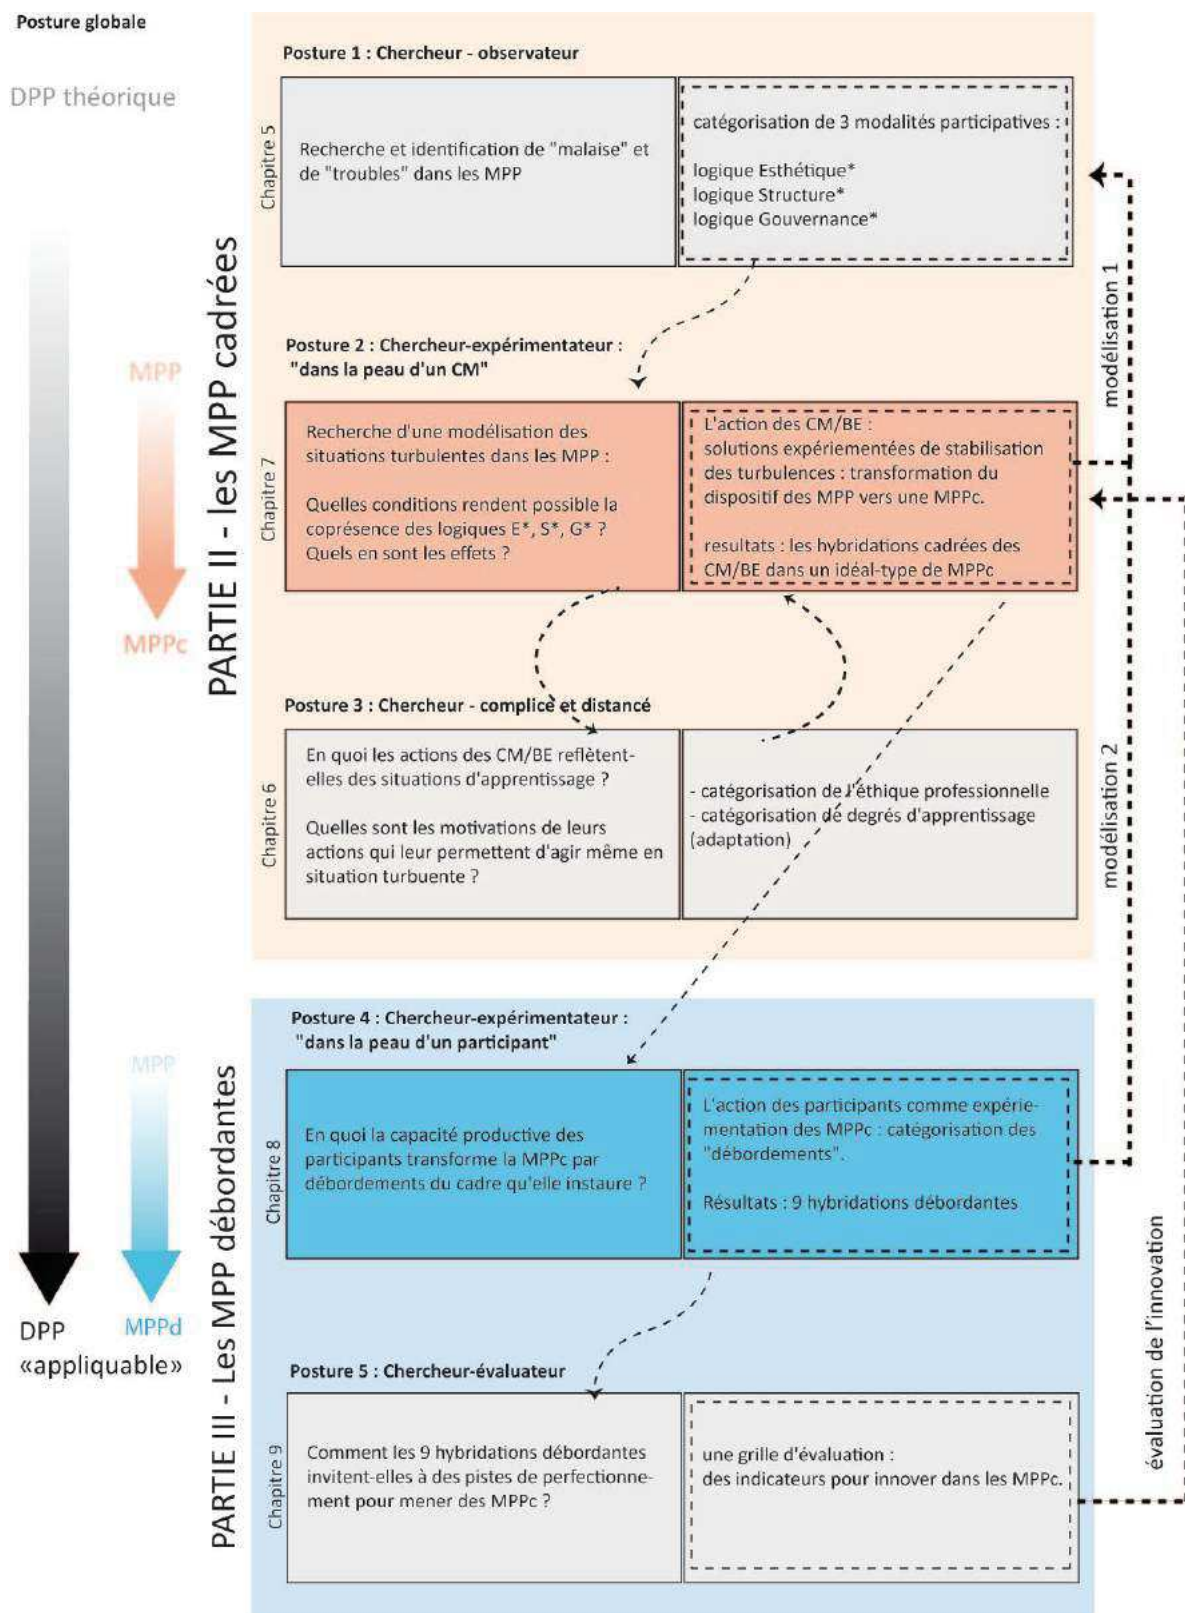 Posture globale
DPP théorique
MPP
MPPc
PARTIE II - les MPP cadrées
Posture 1 : Chercheur - observateur
Chapitre 5
Recherche et identification de "malaise" et
de "troubles" dans les MPP
catégorisation de 3 modalités participatives :
logique Esthétique*
logique Structure*
logique Gouvernance*
modélisation 1
Posture 2 : Chercheur-expérimentateur :
"dans la peau d'un CM"
Chapitre 7
Recherche d'une modélisation des
situations turbulentes dans les MPP :
Quelles conditions rendent possible la
coprésence des logiques E*, S*, G* ?
Quels en sont les effets ?
L'action des CM/BE :
solutions expériementées de stabilisation
des turbulences : transformation du
dispositif des MPP vers une MPPc.
resultats : les hybridations cadrées des
CM/BE dans un idéal-type de MPPc
Posture 3 : Chercheur - complice et distancé
Chapitre 6
En quoi les actions des CM/BE reflètent-
elles des situations d'apprentissage ?
Quelles sont les motivations de leurs
actions qui leur permettent d'agir même en
situation turbuente ?
- catégorisation de l'éthique professionnelle
- catégorisation de degrés d'apprentissage
(adaptation)
modélisation 2
MPP
MPPd
DPP
«appliquable»
PARTIE III - Les MPP débordantes
Posture 4 : Chercheur-expérimentateur :
"dans la peau d'un participant"
Chapitre 8
En quoi la capacité productive des
participants transforme la MPPc par
débordements du cadre qu'elle instaure ?
L'action des participants comme expérie-
mentation des MPPc : catégorisation des
"débordements".
Résultats : 9 hybridations débordantes
Posture 5 : Chercheur-évaluateur
Chapitre 9
Comment les 9 hybridations débordantes
invitent-elles à des pistes de perfectionne-
ment pour mener des MPPc ?
une grille d'évaluation :
des indicateurs pour innover dans les MPPc.
évaluation de l'innovation